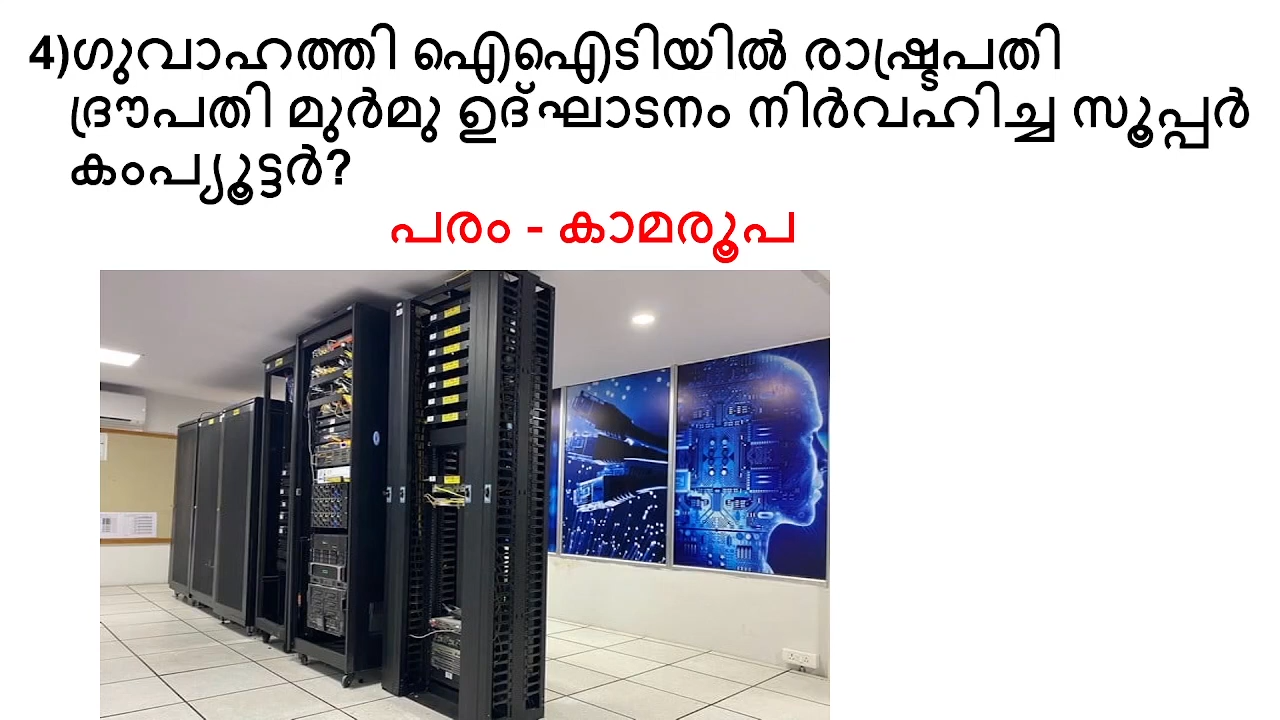 4)ഗുവാഹത്തി ഐഐടിയിൽ രാഷ്ട്രപതി
ദ്രൗപതി മുർമു ഉദ്ഘാടനം നിർവഹിച്ച സൂപ്പർ
കംപ്യൂട്ടർ?
പരം - കാമരൂപ